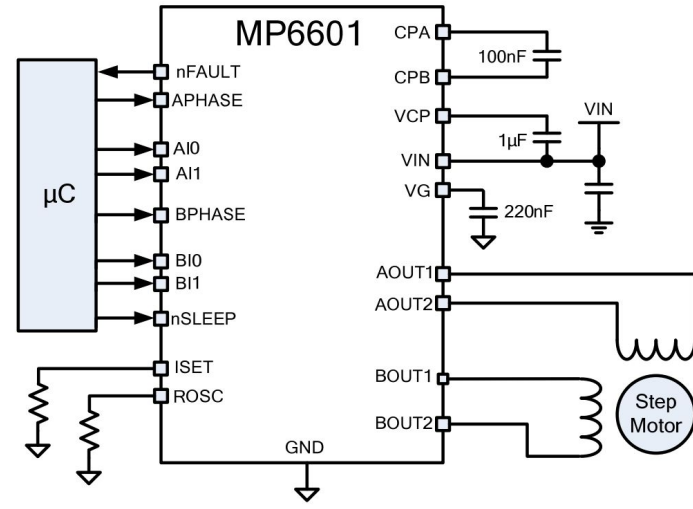 MP6601
µC
nFAULT
APHASE
AI0
AI1
BPHASE
BI0
BI1
nSLEEP
ISET
ROSC
GND
CPA
CPB
VCP
VIN
VG
AOUT1
AOUT2
BOUT1
BOUT2
100nF
1µF
VIN
220nF
Step
Motor